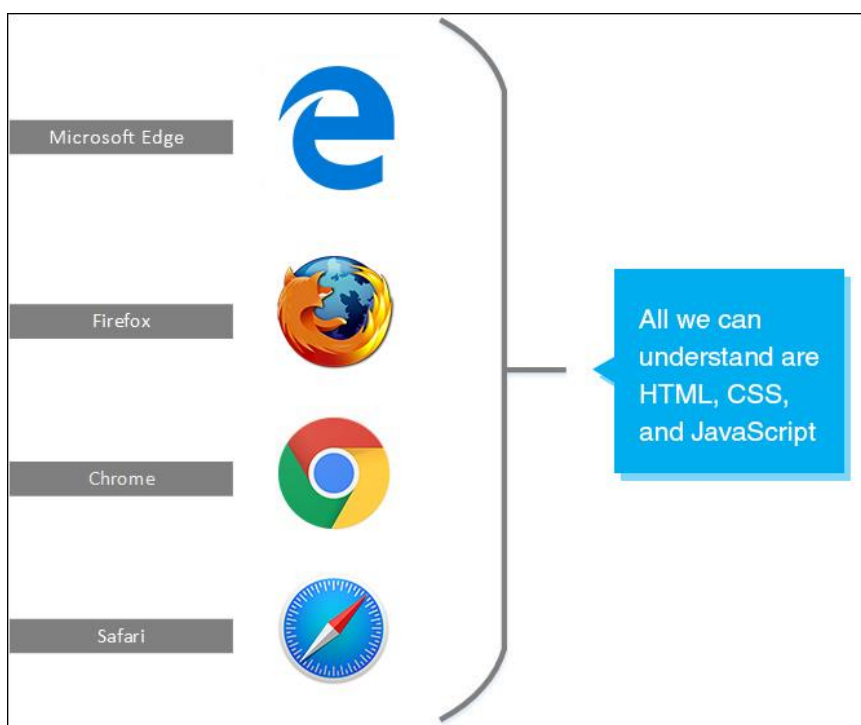 Microsoft Edge
Firefox
Chrome
Safari
All we can
understand are
HTML, CSS,
and JavaScript